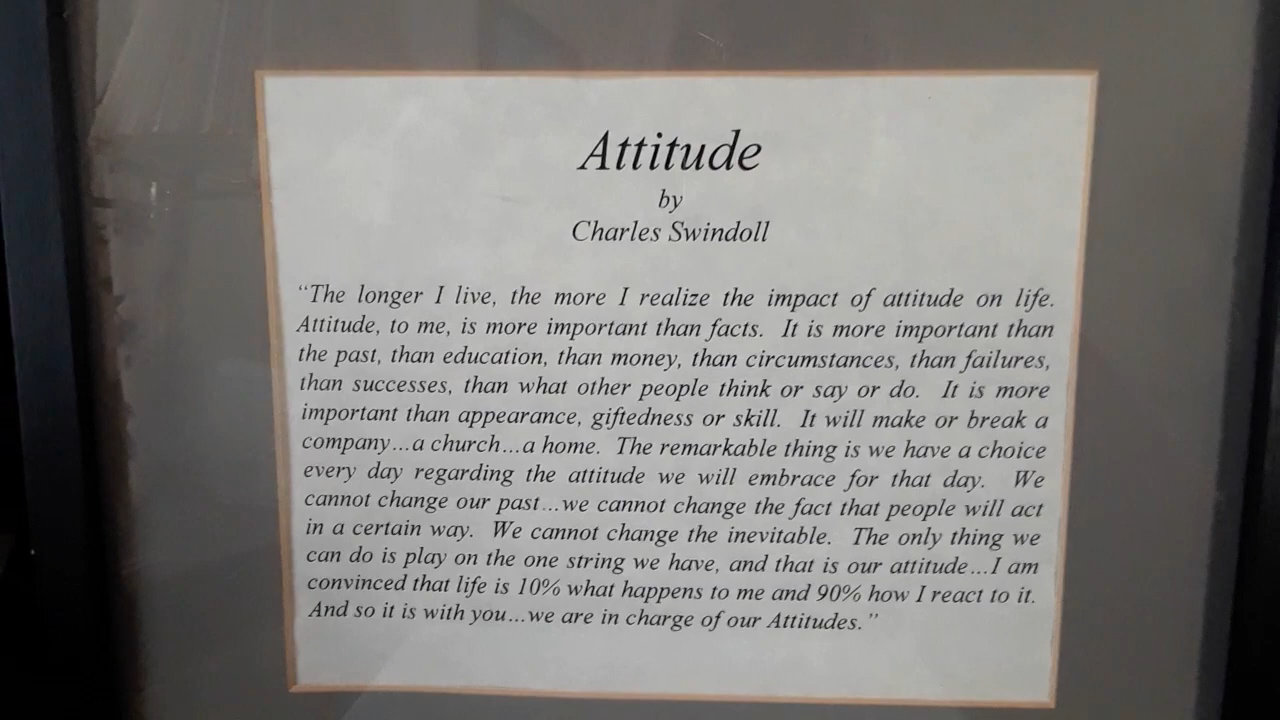 Attitude
by
Charles Swindoll
“The longer I live, the more I realize the impact of attitude on life.
Attitude, to me, is more important than facts. It is more important than
the past, than education, than money, than circumstances, than failures,
than successes, than what other people think or say or do. It is more
important than appearance, giftedness or skill. It will make or break a
company...a church...a home. The remarkable thing is we have a choice
every day regarding the attitude we will embrace for that day. We
cannot change our past...we cannot change the fact that people will act
in a certain way. We cannot change the inevitable. The only thing we
can do is play on the one string we have, and that is our attitude...I am
convinced that life is 10% what happens to me and 90% how I react to it.
And so it is with you...we are in charge of our Attitudes.”